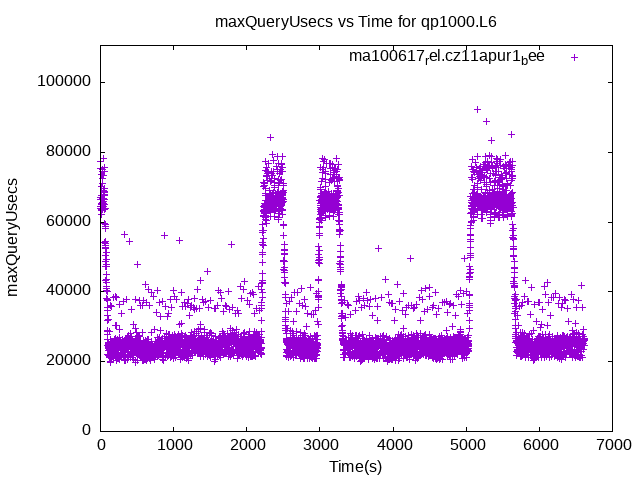 maxQueryUsecs vs Time for qp1000.L6
ma100617rel.cz11apur1bee
maxQueryUsecs
100000
80000
60000
40000
20000
0
0 1000 2000 3000 4000 5000 6000 7000
Time(s)